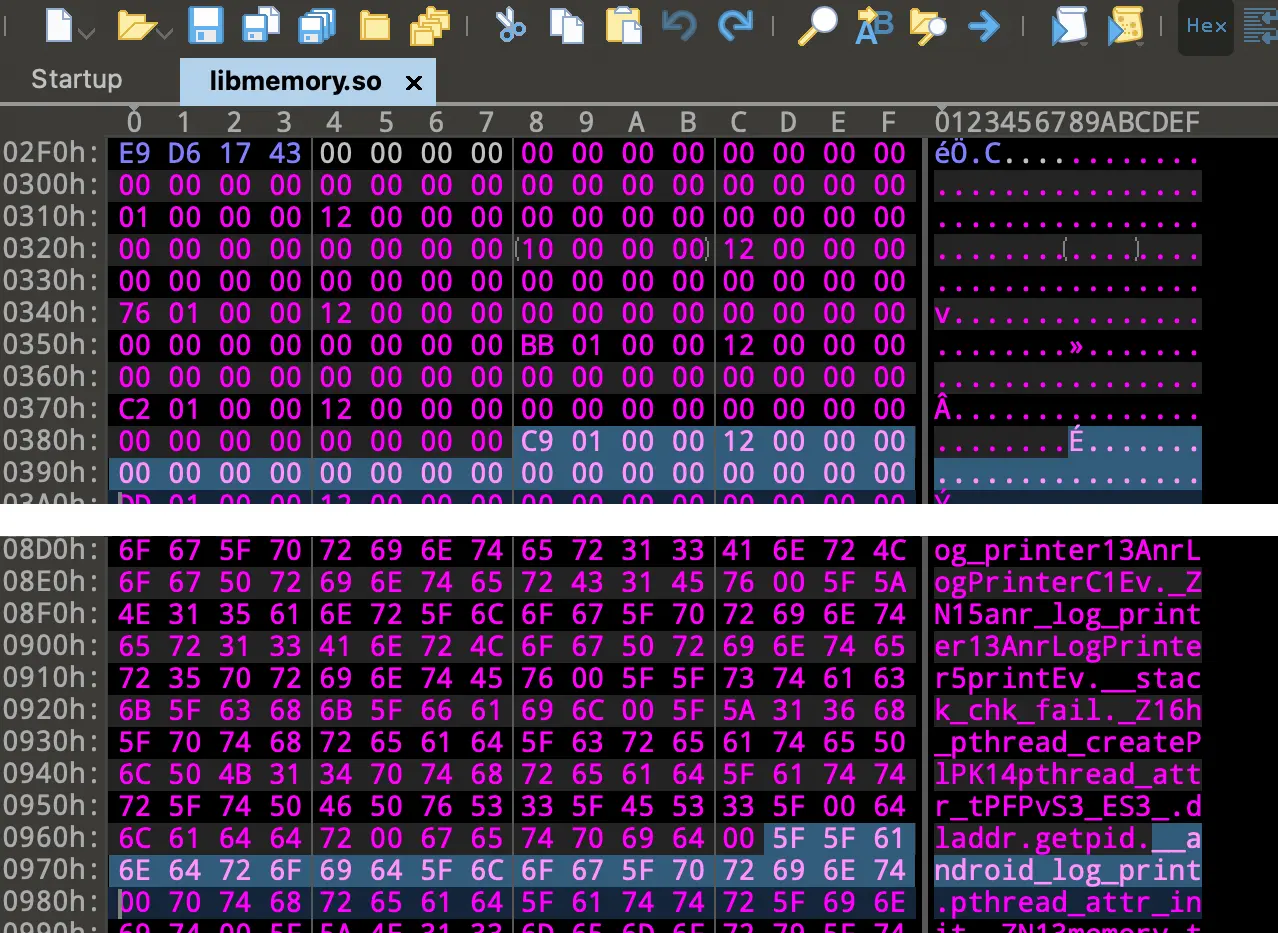 AB Hex
Startup libmemory.so ×
0 1 2 3 4 5 6 7 8 9 A B C D E F 0123456789ABCDEF
02F0h: E9 D6 17 43 00 00 00 00 00 00 00 00 00 00 00 00 éÖ.C............
0300h: 00 00 00 00 00 00 00 00 00 00 00 00 00 00 00 00 ................
0310h: 01 00 00 00 12 00 00 00 00 00 00 00 00 00 00 00 ................
0320h: 00 00 00 00 00 00 00 00 10 00 00 00 12 00 00 00 ................
0330h: 00 00 00 00 00 00 00 00 00 00 00 00 00 00 00 00 ................
0340h: 76 01 00 00 12 00 00 00 00 00 00 00 00 00 00 00 v...............
0350h: 00 00 00 00 00 00 00 00 BB 01 00 00 12 00 00 00 ........».......
0360h: 00 00 00 00 00 00 00 00 00 00 00 00 00 00 00 00 ................
0370h: C2 01 00 00 12 00 00 00 00 00 00 00 00 00 00 00 Â...............
0380h: 00 00 00 00 00 00 00 00 C9 01 00 00 12 00 00 00 ........É.......
0390h: 00 00 00 00 00 00 00 00 00 00 00 00 00 00 00 00 ................
03A0h: DD 01 00 00 12 00 00 00 00 00 00 00 00 00 00 00 Ý
08D0h: 6F 67 5F 70 72 69 6E 74 65 72 31 33 41 6E 72 4C og_printer13AnrL
08E0h: 6F 67 50 72 69 6E 74 65 72 43 31 45 76 00 5F 5A ogPrinterC1Ev._Z
08F0h: 4E 31 35 61 6E 72 5F 6C 6F 67 5F 70 72 69 6E 74 N15anr_log_print
0900h: 65 72 31 33 41 6E 72 4C 6F 67 50 72 69 6E 74 65 er13AnrLogPrinte
0910h: 72 35 70 72 69 6E 74 45 76 00 5F 5F 73 74 61 63 r5printEv.__stac
0920h: 6B 5F 63 68 6B 5F 66 61 69 6C 00 5F 5A 31 36 68 k_chk_fail._Z16h
0930h: 5F 70 74 68 72 65 61 64 5F 63 72 65 61 74 65 50 _pthread_createP
0940h: 6C 50 4B 31 34 70 74 68 72 65 61 64 5F 61 74 74 lPK14pthread_att
0950h: 72 5F 74 50 46 50 76 53 33 5F 45 53 33 5F 00 64 r_tPFPvS3_ES3_.d
0960h: 6C 61 64 64 72 00 67 65 74 70 69 64 00 5F 5F 61 laddr.getpid.__a
0970h: 6E 64 72 6F 69 64 5F 6C 6F 67 5F 70 72 69 6E 74 ndroid_log_print
0980h: 00 70 74 68 72 65 61 64 5F 61 74 74 72 5F 69 6E .pthread_attr_in
0990h: 69 74 00 5F 5A 4E 31 33 6D 65 6D 6F 72 79 5F 74 it._ZN13memory_t